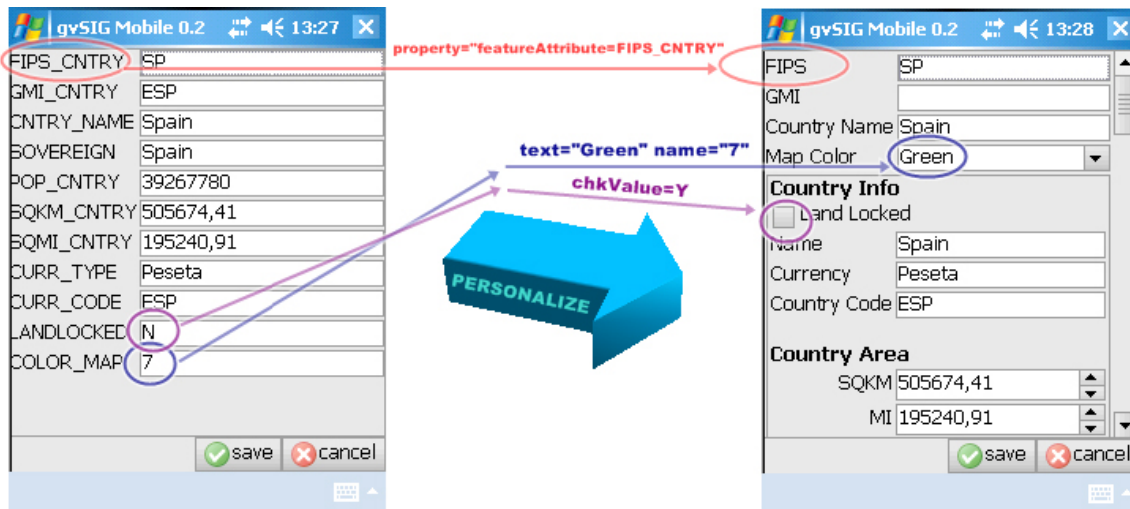 gvSIG Mobile 0.2 13:27
FIPS_CNTRY SP
GMI_CNTRY ESP
CNTRY_NAME Spain
SOVEREIGN Spain
POP_CNTRY 39267780
SQKM_CNTRY 505674,41
SQMI_CNTRY 195240,91
CURR_TYPE Peseta
CURR_CODE ESP
LANDLOCKED N
COLOR_MAP 7
save cancel
property="featureAttribute=FIPS_CNTRY"
text="Green" name="7"
chkValue=Y
PERSONALIZE
gvSIG Mobile 0.2 13:28
FIPS SP
GMI
Country Name Spain
Map Color Green
Country Info
Land Locked
Name Spain
Currency Peseta
Country Code ESP
Country Area
SQKM 505674,41
MI 195240,91
save cancel